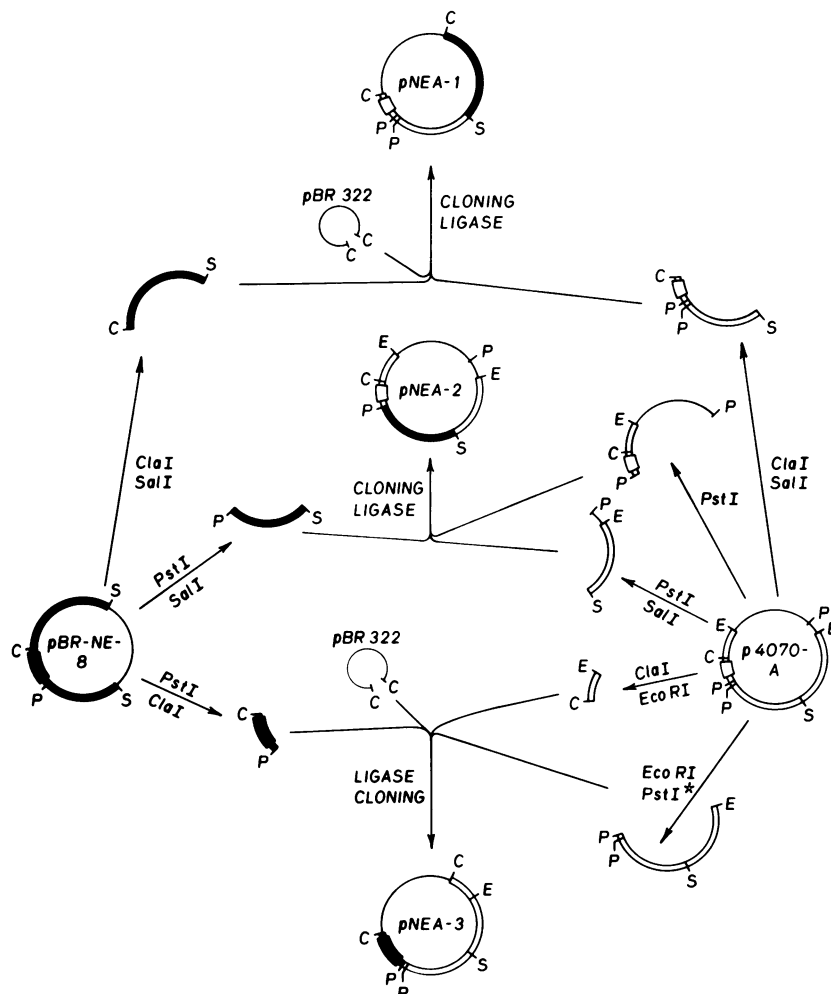 C
pNEA-1
C
P
P
S
pBR 322
C
C
CLONING
LIGASE
S
C
C
P
P
S
E
P
E
C
pNEA-2
P
S
ClaI
SalI
CLONING
LIGASE
E
P
C
P
PstI
ClaI
SalI
P
S
P
E
S
PstI
SalI
PstI
SalI
S
pBR-NE-
8
C
P
S
PstI
ClaI
pBR 322
C
C
E
C
ClaI
EcoRI
E
P
E
C
p4070-
A
P
P
S
C
P
LIGASE
CLONING
EcoRI
PstI*
E
P
P
S
C
E
pNEA-3
C
P
P
S